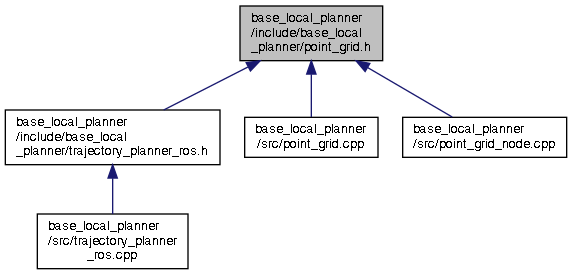 base_local_planner
/include/base_local
_planner/point_grid.h
base_local_planner
/include/base_local
_planner/trajectory_planner_ros.h
base_local_planner
/src/point_grid.cpp
base_local_planner
/src/point_grid_node.cpp
base_local_planner
/src/trajectory_planner
_ros.cpp